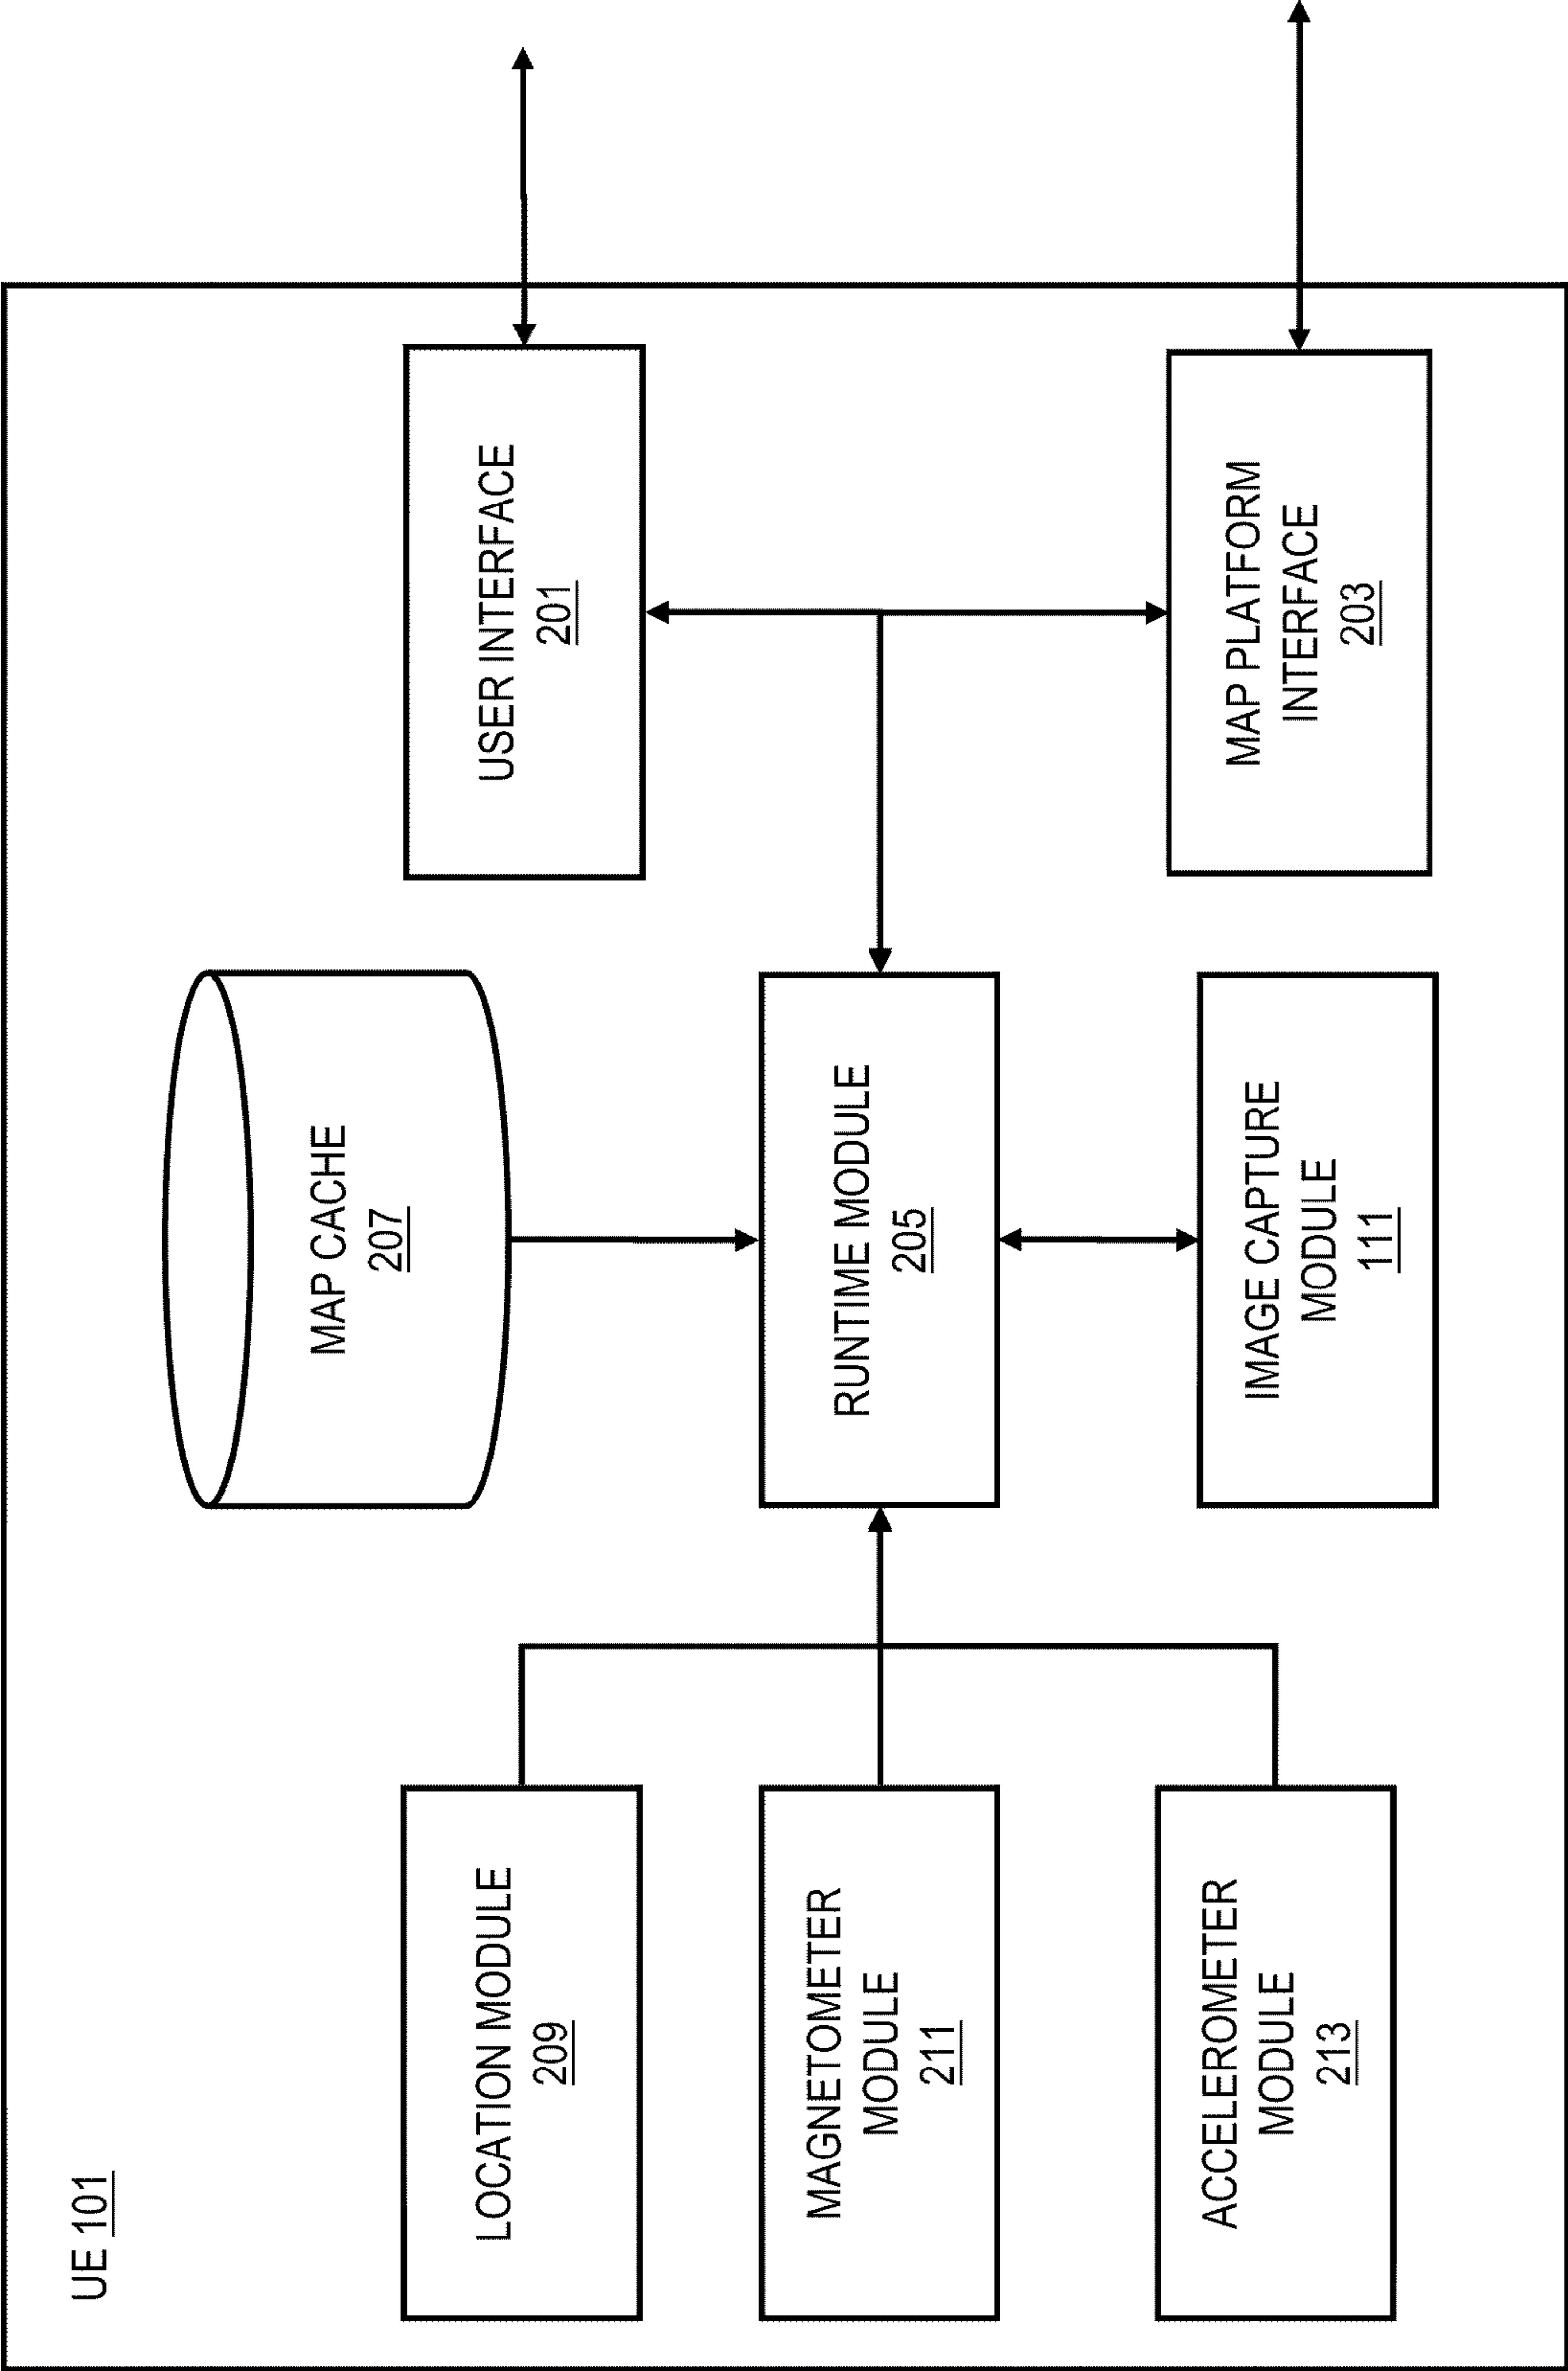 UE 101
LOCATION MODULE
209
MAGNETOMETER
MODULE
211
ACCELEROMETER
MODULE
213
MAP CACHE
207
RUNTIME MODULE
205
IMAGE CAPTURE
MODULE
111
USER INTERFACE
201
MAP PLATFORM
INTERFACE
203